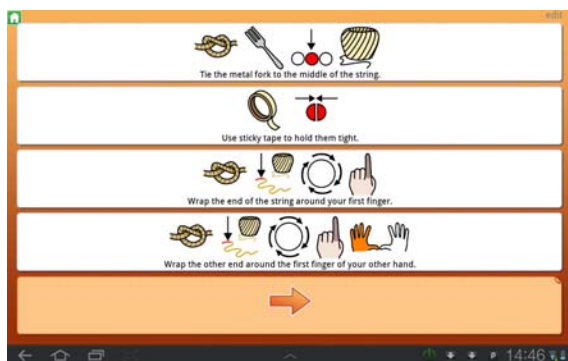 edit
Tie the metal fork to the middle of the string.
Use sticky tape to hold them tight.
Wrap the end of the string around your first finger.
Wrap the other end around the first finger of your other hand.
14:46